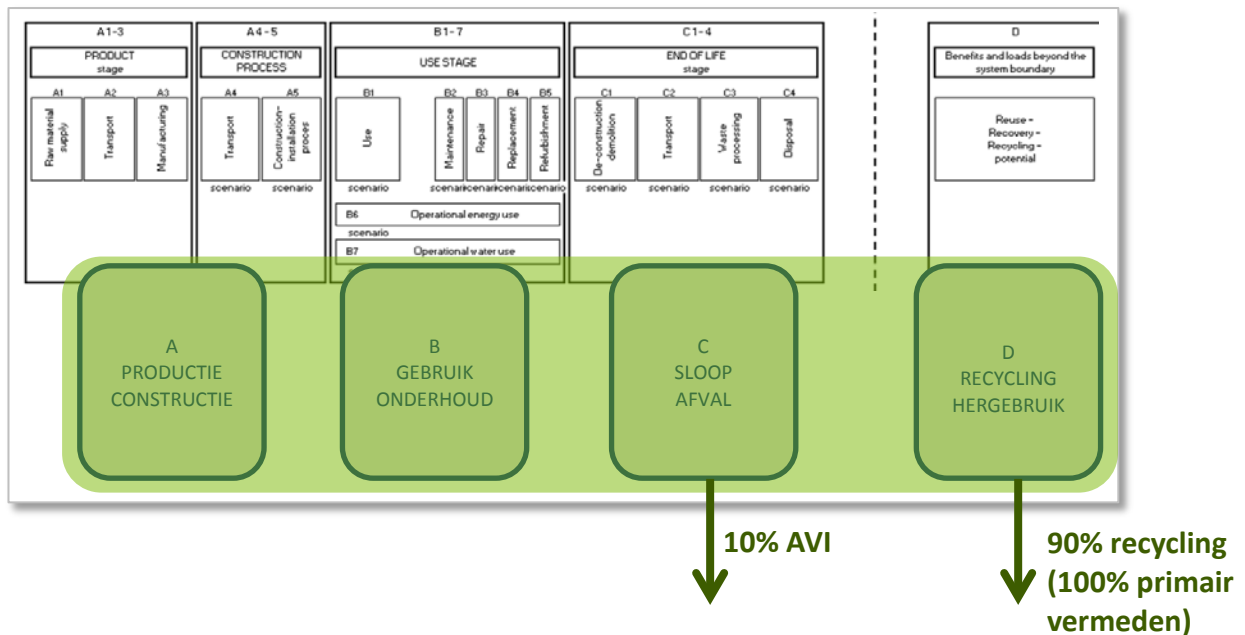 A1-3
PRODUCT
stage
A1
A2
A3
Raw material
supply
Transport
Manufacturing
A4-5
CONSTRUCTION
PROCESS
A4
A5
Transport
Construction-
installation
proces
scenario
scenario
B1-7
USE STAGE
B1
B2
B3
B4
B5
Use
Maintenance
Repair
Replacement
Refurbishment
scenario
scenario
scenario
scenario
scenario
B6 Operational energy use
scenario
B7 Operational water use
C1-4
END OF LIFE
stage
C1
C2
C3
C4
De-construction
demolition
Transport
Waste
processing
Disposal
scenario
scenario
scenario
scenario
D
Benefits and loads beyond the
system boundary
Reuse -
Recovery -
Recycling -
potential
A
PRODUCTIE
CONSTRUCTIE
B
GEBRUIK
ONDERHOUD
C
SLOOP
AFVAL
D
RECYCLING
HERGEBRUIK
10% AVI
90% recycling
(100% primair
vermeden)